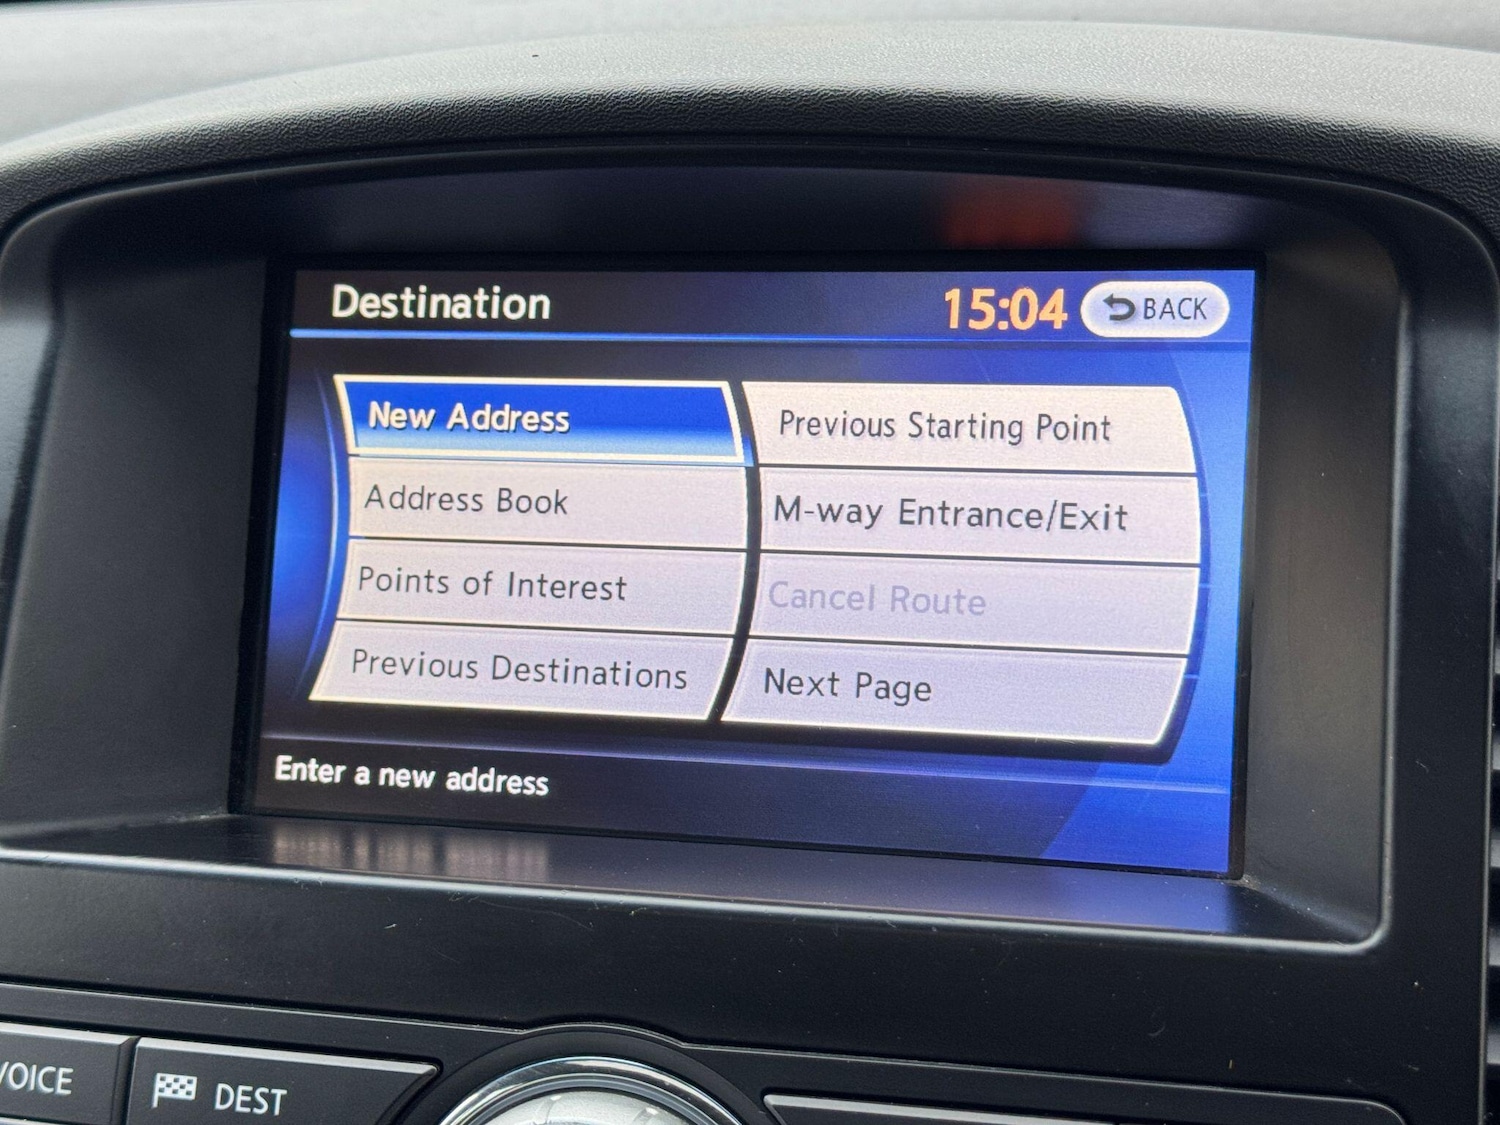 Destination
15:04
BACK
New Address
Address Book
Points of Interest
Previous Destinations
Previous Starting Point
M-way Entrance/Exit
Cancel Route
Next Page
Enter a new address
VOICE
DEST